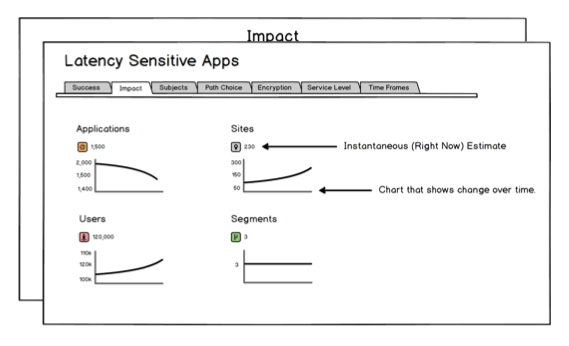 Impact
Latency Sensitive Apps
Success Impact Subjects Path Choice Encryption Service Level Time Frames
Applications
1,500
2,000
1,500
1,400
Sites
230
300
150
50
Instantaneous (Right Now) Estimate
Chart that shows change over time.
Users
120,000
110k
120k
100k
Segments
3
3